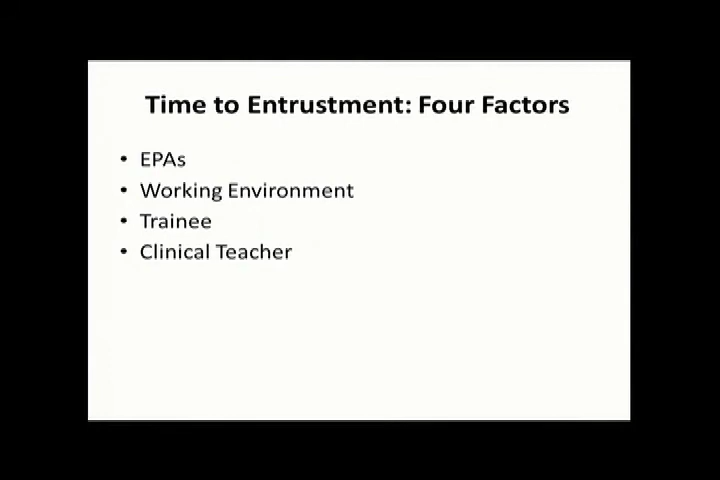 Time to Entrustment: Four Factors
• EPAs
• Working Environment
• Trainee
• Clinical Teacher